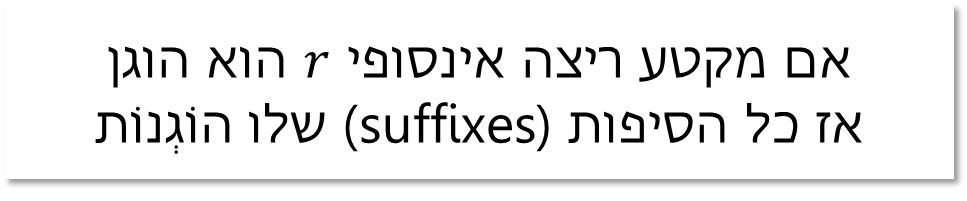 אם מקטע ריצה אינסופי r הוא הוגן
אז כל הסיפות (suffixes) שלו הוֹגְנוֹת